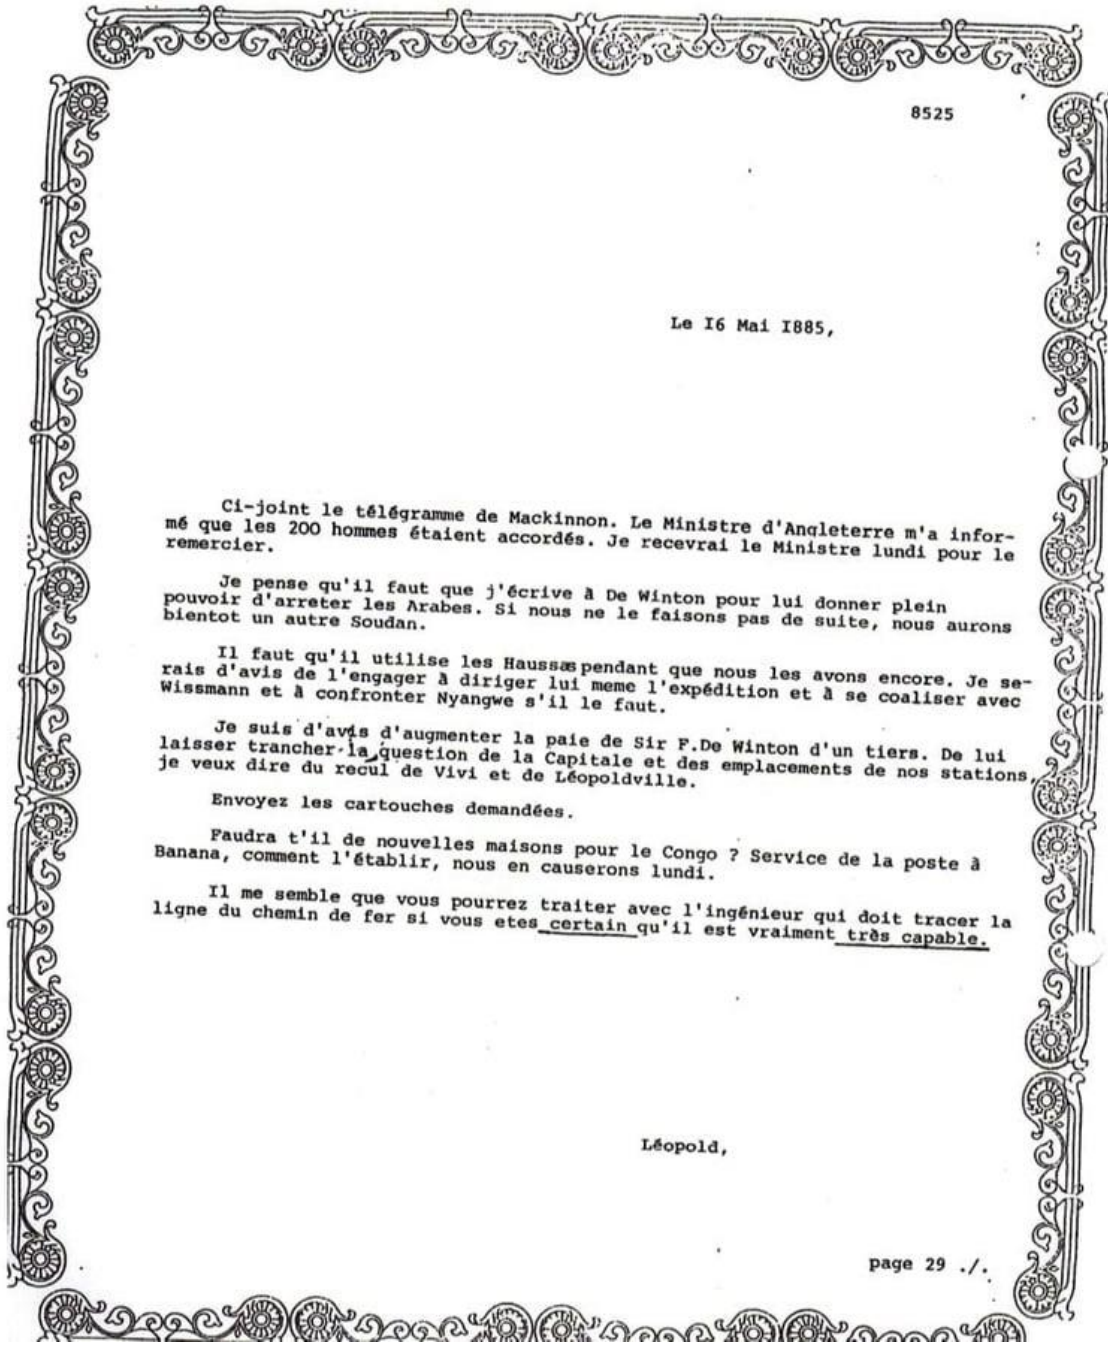 8525
Le I6 Mai I885,
Ci-joint le télégramme de Mackinnon. Le Ministre d'Angleterre m'a infor-
mé que les 200 hommes étaient accordés. Je recevrai le Ministre lundi pour le
remercier.
Je pense qu'il faut que j'écrive à De Winton pour lui donner plein
pouvoir d'arreter les Arabes. Si nous ne le faisons pas de suite, nous aurons
bientot un autre Soudan.
Il faut qu'il utilise les Haussas pendant que nous les avons encore. Je se-
rais d'avis de l'engager à diriger lui meme l'expédition et à se coaliser avec
Wissmann et à confronter Nyangwe s'il le faut.
Je suis d'avis d'augmenter la paie de Sir F.De Winton d'un tiers. De lui
laisser trancher la question de la Capitale et des emplacements de nos stations,
je veux dire du recul de Vivi et de Léopoldville.
Envoyez les cartouches demandées.
Faudra t'il de nouvelles maisons pour le Congo ? Service de la poste à
Banana, comment l'établir, nous en causerons lundi.
Il me semble que vous pourrez traiter avec l'ingénieur qui doit tracer la
ligne du chemin de fer si vous etes certain qu'il est vraiment très capable.
Léopold,
page 29 ./.